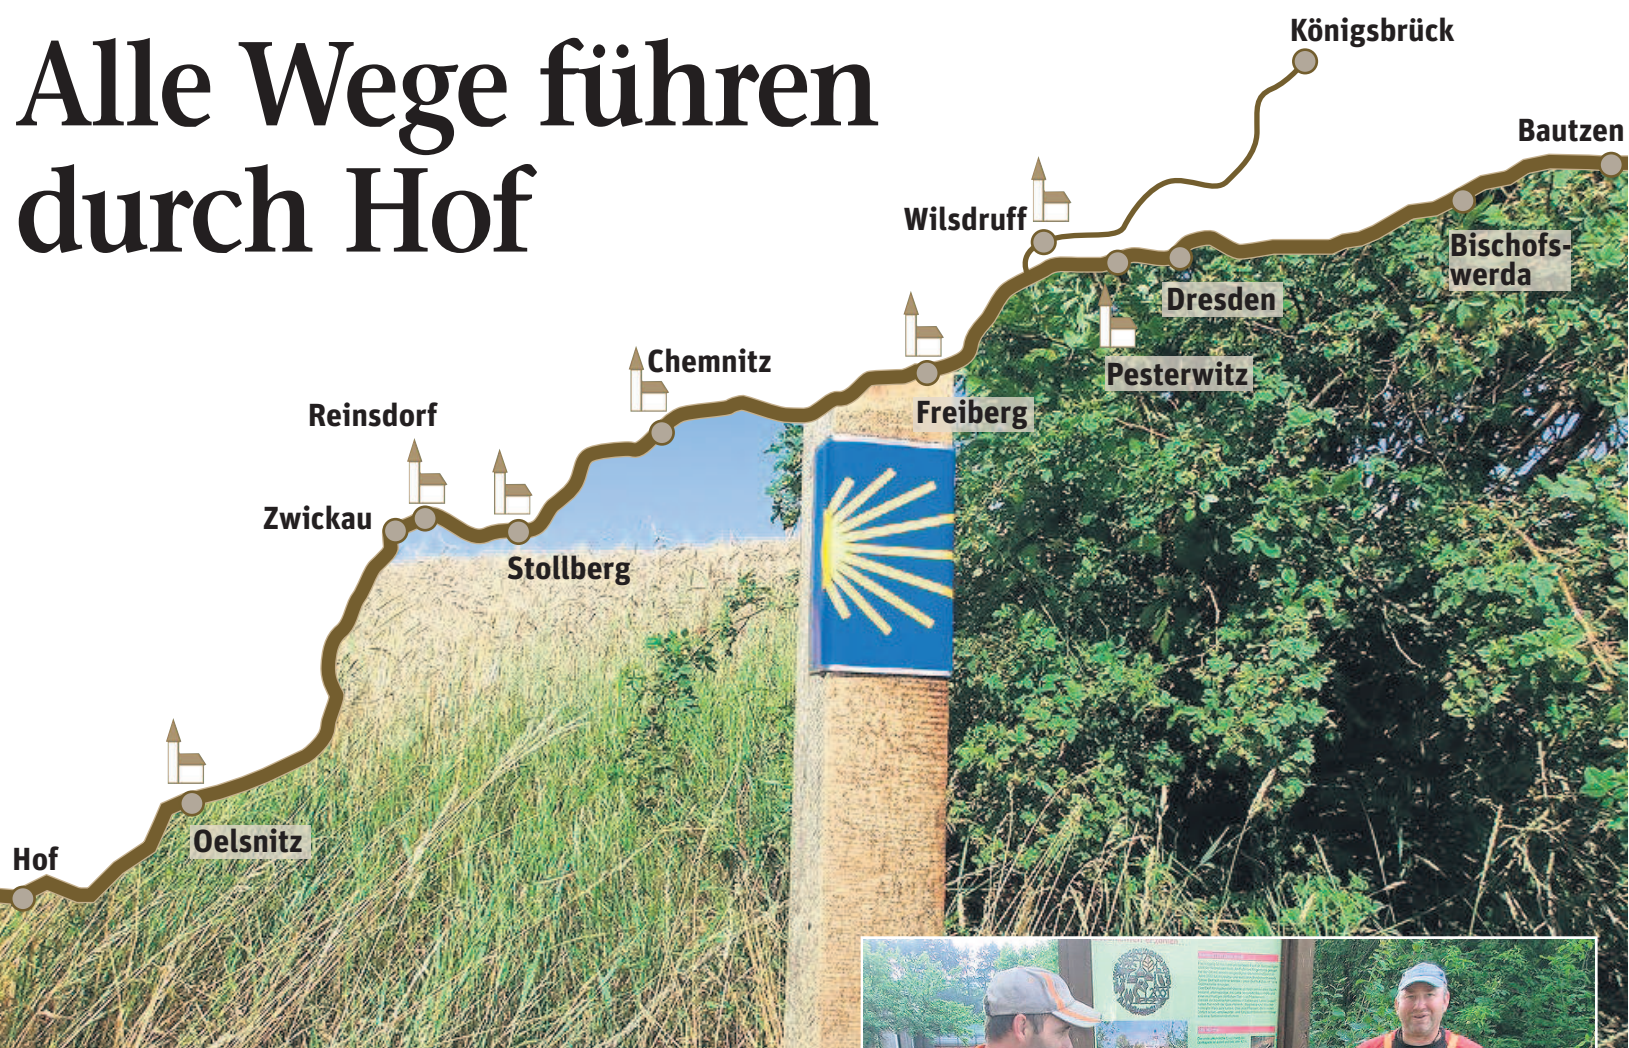 Alle Wege führen
durch Hof
Königsbrück
Bautzen
Wilsdruff
Bischofs-
werda
Dresden
Chemnitz
Pesterwitz
Reinsdorf
Freiberg
Zwickau
Stollberg
Oelsnitz
Hof